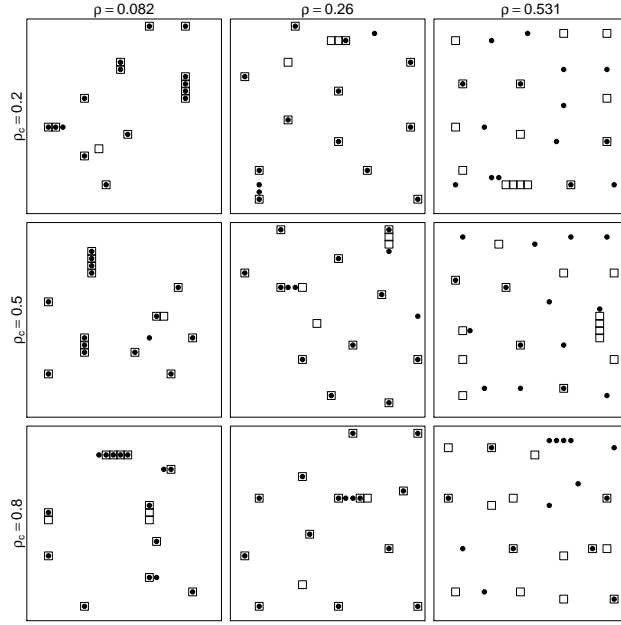 ρ = 0.082
ρ = 0.26
ρ = 0.531
ρc = 0.2
ρc = 0.5
ρc = 0.8